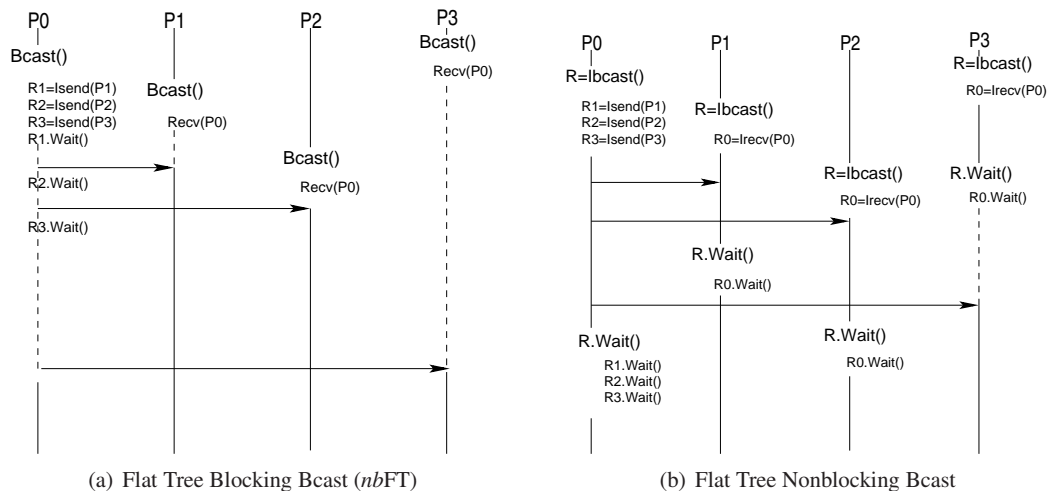 P0
Bcast()
R1=Isend(P1)
R2=Isend(P2)
R3=Isend(P3)
R1.Wait()
R2.Wait()
R3.Wait()
P1
Bcast()
Recv(P0)
P2
Bcast()
Recv(P0)
P3
Bcast()
Recv(P0)
(a) Flat Tree Blocking Bcast (nbFT)
P0
R=Ibcast()
R1=Isend(P1)
R2=Isend(P2)
R3=Isend(P3)
R.Wait()
R1.Wait()
R2.Wait()
R3.Wait()
P1
R=Ibcast()
R0=Irecv(P0)
R.Wait()
R0.Wait()
P2
R=Ibcast()
R0=Irecv(P0)
R.Wait()
R0.Wait()
P3
R=Ibcast()
R0=Irecv(P0)
R.Wait()
R0.Wait()
(b) Flat Tree Nonblocking Bcast